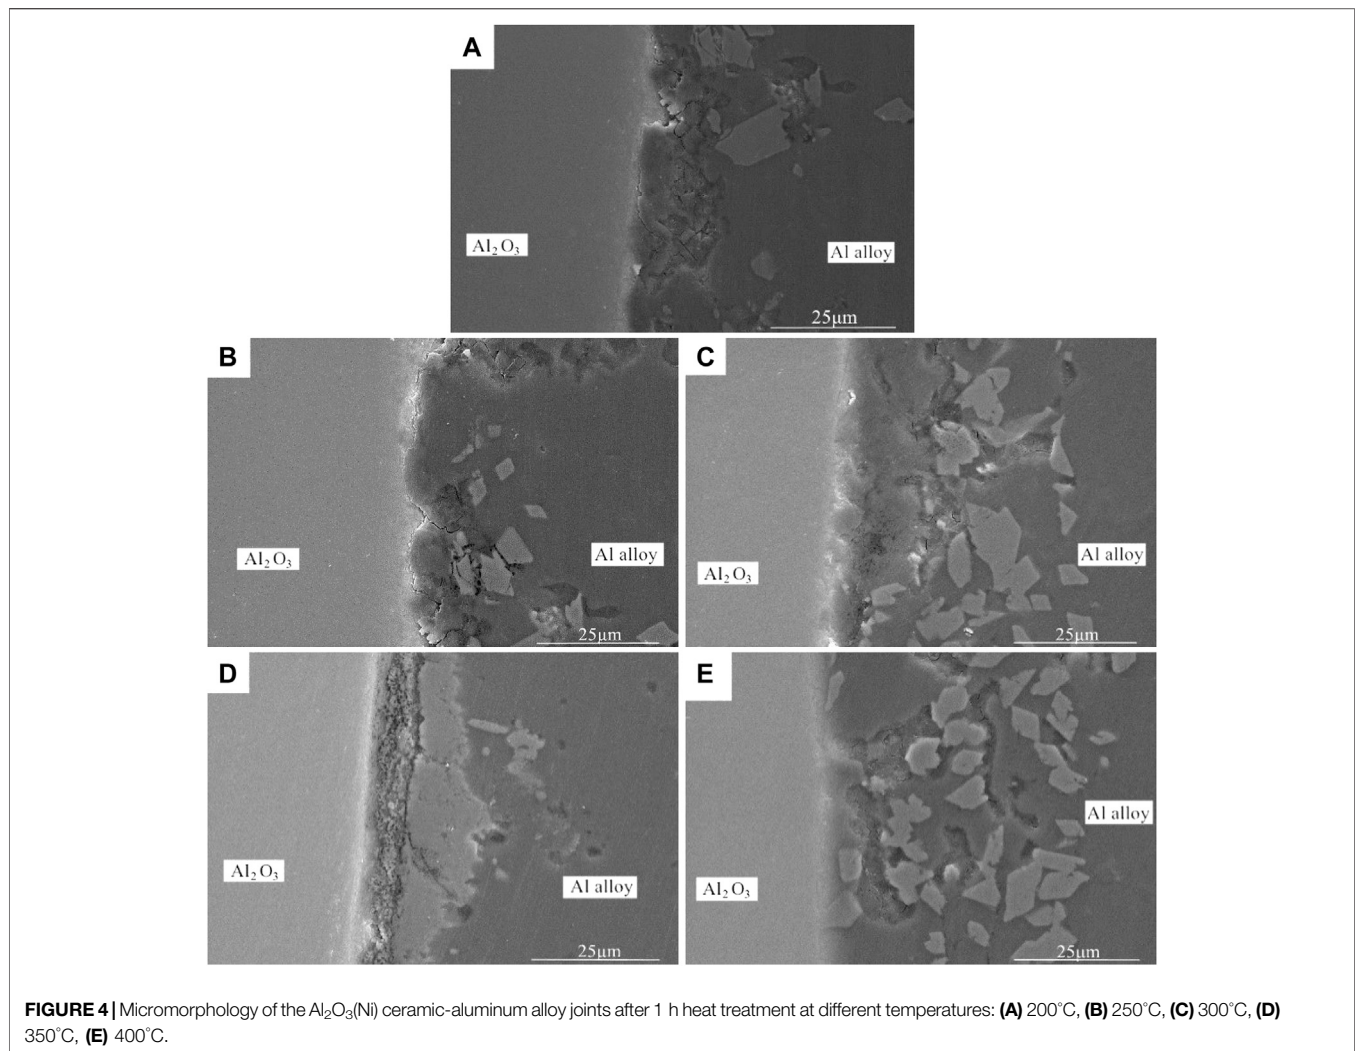 A
Al₂O₃
Al alloy
25μm
B
Al₂O₃
Al alloy
25μm
C
Al₂O₃
Al alloy
25μm
D
Al₂O₃
Al alloy
25μm
E
Al₂O₃
Al alloy
25μm
FIGURE 4 | Micromorphology of the Al₂O₃(Ni) ceramic-aluminum alloy joints after 1 h heat treatment at different temperatures: (A) 200°C, (B) 250°C, (C) 300°C, (D)
350°C, (E) 400°C.